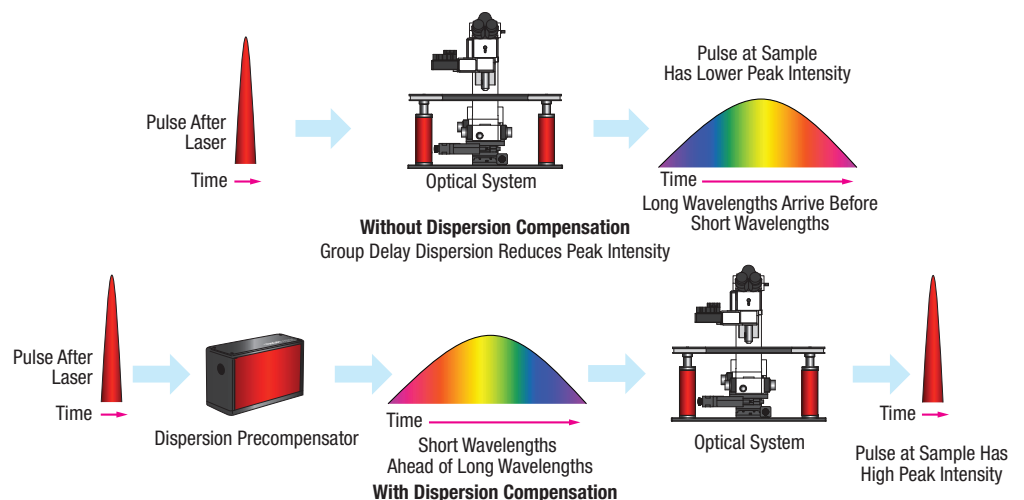 Pulse After
Laser
Time
Optical System
Pulse at Sample
Has Lower Peak Intensity
Time
Long Wavelengths Arrive Before
Short Wavelengths
Without Dispersion Compensation
Group Delay Dispersion Reduces Peak Intensity
Pulse After
Laser
Time
Dispersion Precompensator
Time
Short Wavelengths
Ahead of Long Wavelengths
Optical System
Time
Pulse at Sample Has
High Peak Intensity
With Dispersion Compensation